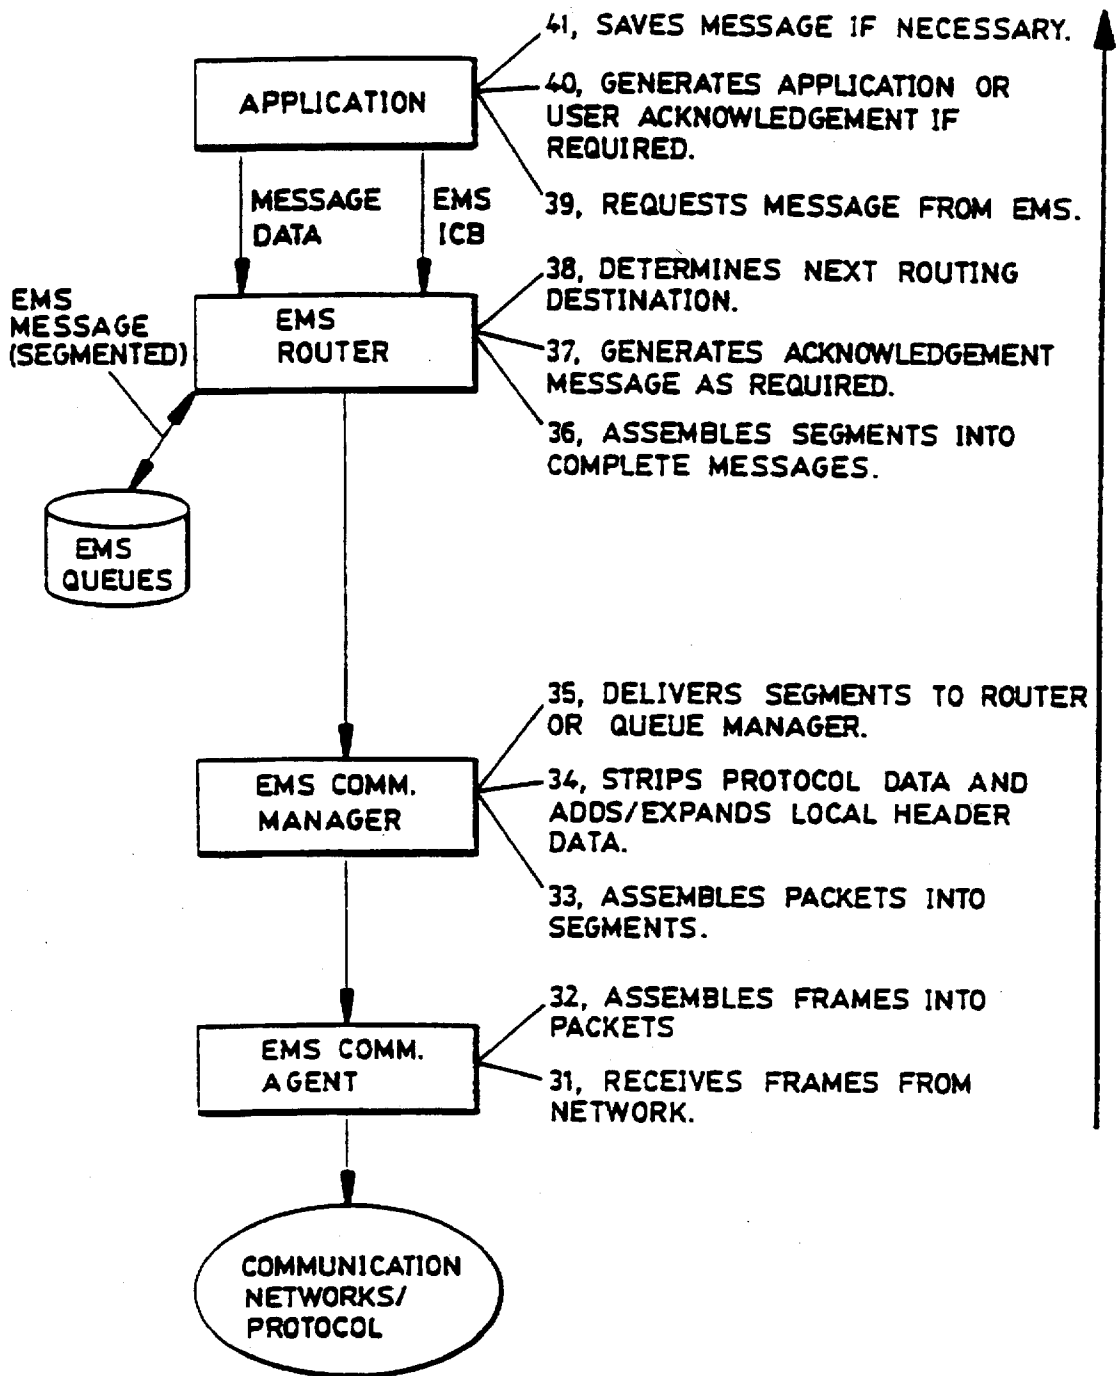 41, SAVES MESSAGE IF NECESSARY.
APPLICATION
40, GENERATES APPLICATION OR
USER ACKNOWLEDGEMENT IF
REQUIRED.
MESSAGE
DATA
EMS
ICB
39, REQUESTS MESSAGE FROM EMS.
38, DETERMINES NEXT ROUTING
DESTINATION.
EMS
MESSAGE
(SEGMENTED)
EMS
ROUTER
37, GENERATES ACKNOWLEDGEMENT
MESSAGE AS REQUIRED.
36, ASSEMBLES SEGMENTS INTO
COMPLETE MESSAGES.
EMS
QUEUES
35, DELIVERS SEGMENTS TO ROUTER
OR QUEUE MANAGER.
EMS COMM.
MANAGER
34, STRIPS PROTOCOL DATA AND
ADDS/EXPANDS LOCAL HEADER
DATA.
33, ASSEMBLES PACKETS INTO
SEGMENTS.
32, ASSEMBLES FRAMES INTO
PACKETS
EMS COMM.
AGENT
31, RECEIVES FRAMES FROM
NETWORK.
COMMUNICATION
NETWORKS/
PROTOCOL